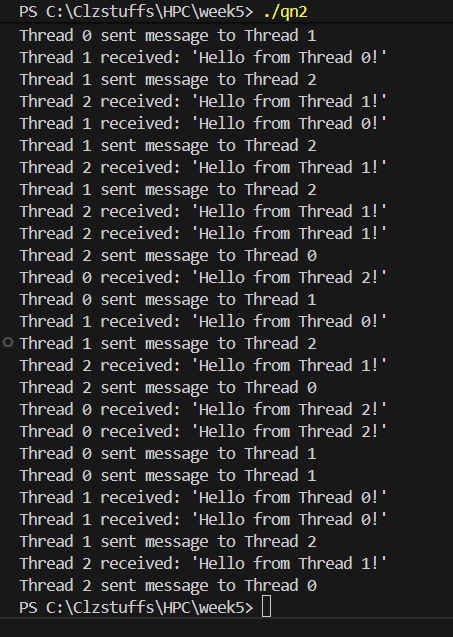 PS C:\Clzstuffs\HPC\week5> ./qn2
Thread 0 sent message to Thread 1
Thread 1 received: 'Hello from Thread 0!'
Thread 1 sent message to Thread 2
Thread 2 received: 'Hello from Thread 1!'
Thread 1 received: 'Hello from Thread 0!'
Thread 1 sent message to Thread 2
Thread 2 received: 'Hello from Thread 1!'
Thread 1 sent message to Thread 2
Thread 2 received: 'Hello from Thread 1!'
Thread 2 received: 'Hello from Thread 1!'
Thread 2 sent message to Thread 0
Thread 0 received: 'Hello from Thread 2!'
Thread 0 sent message to Thread 1
Thread 1 received: 'Hello from Thread 0!'
Thread 1 sent message to Thread 2
Thread 2 received: 'Hello from Thread 1!'
Thread 2 sent message to Thread 0
Thread 0 received: 'Hello from Thread 2!'
Thread 0 received: 'Hello from Thread 2!'
Thread 0 sent message to Thread 1
Thread 0 sent message to Thread 1
Thread 1 received: 'Hello from Thread 0!'
Thread 1 received: 'Hello from Thread 0!'
Thread 1 sent message to Thread 2
Thread 2 received: 'Hello from Thread 1!'
Thread 2 sent message to Thread 0
PS C:\Clzstuffs\HPC\week5>